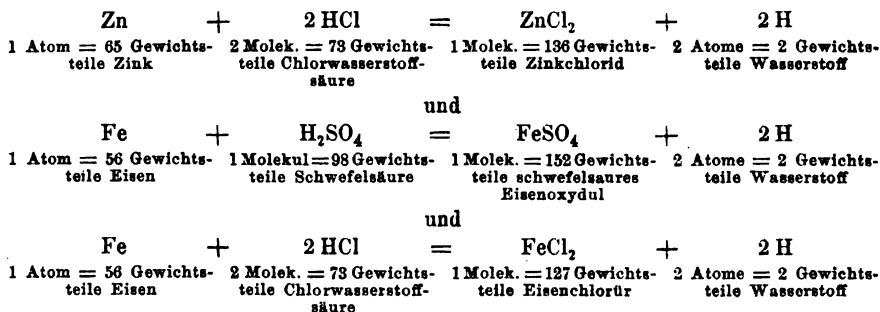 Zn + 2 HCl = ZnCl₂ + 2 H
1 Atom = 65 Gewichts- 2 Molek. = 73 Gewichts- 1 Molek. = 136 Gewichts- 2 Atome = 2 Gewichts-
teile Zink teile Chlorwasserstoff- teile Zinkchlorid teile Wasserstoff
säure
und
Fe + H₂SO₄ = FeSO₄ + 2 H
1 Atom = 56 Gewichts- 1 Molekul = 98 Gewichts- 1 Molek. = 152 Gewichts- 2 Atome = 2 Gewichts-
teile Eisen teile Schwefelsäure teile schwefelsaures teile Wasserstoff
Eisenoxydul
und
Fe + 2 HCl = FeCl₂ + 2 H
1 Atom = 56 Gewichts- 2 Molek. = 73 Gewichts- 1 Molek. = 127 Gewichts- 2 Atome = 2 Gewichts-
teile Eisen teile Chlorwasserstoff- teile Eisenchlorür teile Wasserstoff
säure